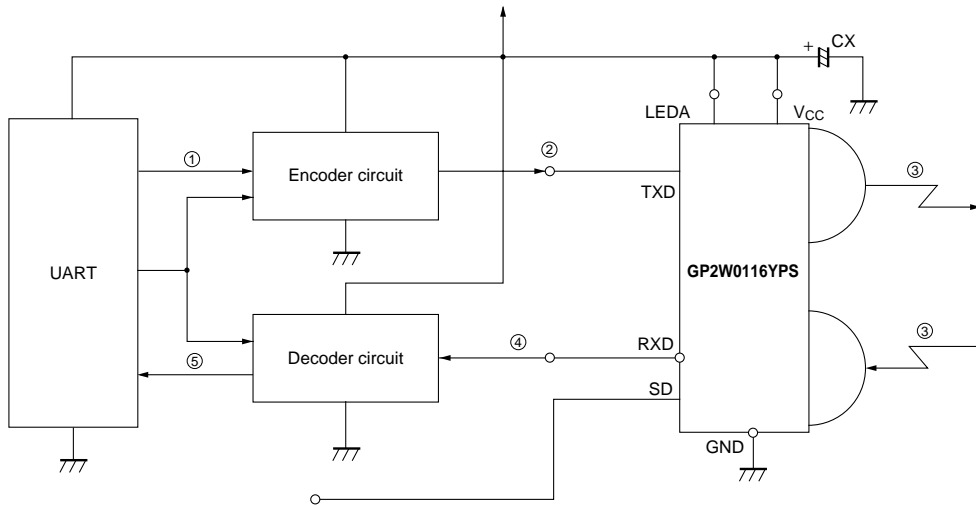 + CX
LEDA VCC
① ② ③
Encoder circuit
TXD
UART
GP2W0116YPS
③
④ RXD
Decoder circuit
⑤
SD
GND